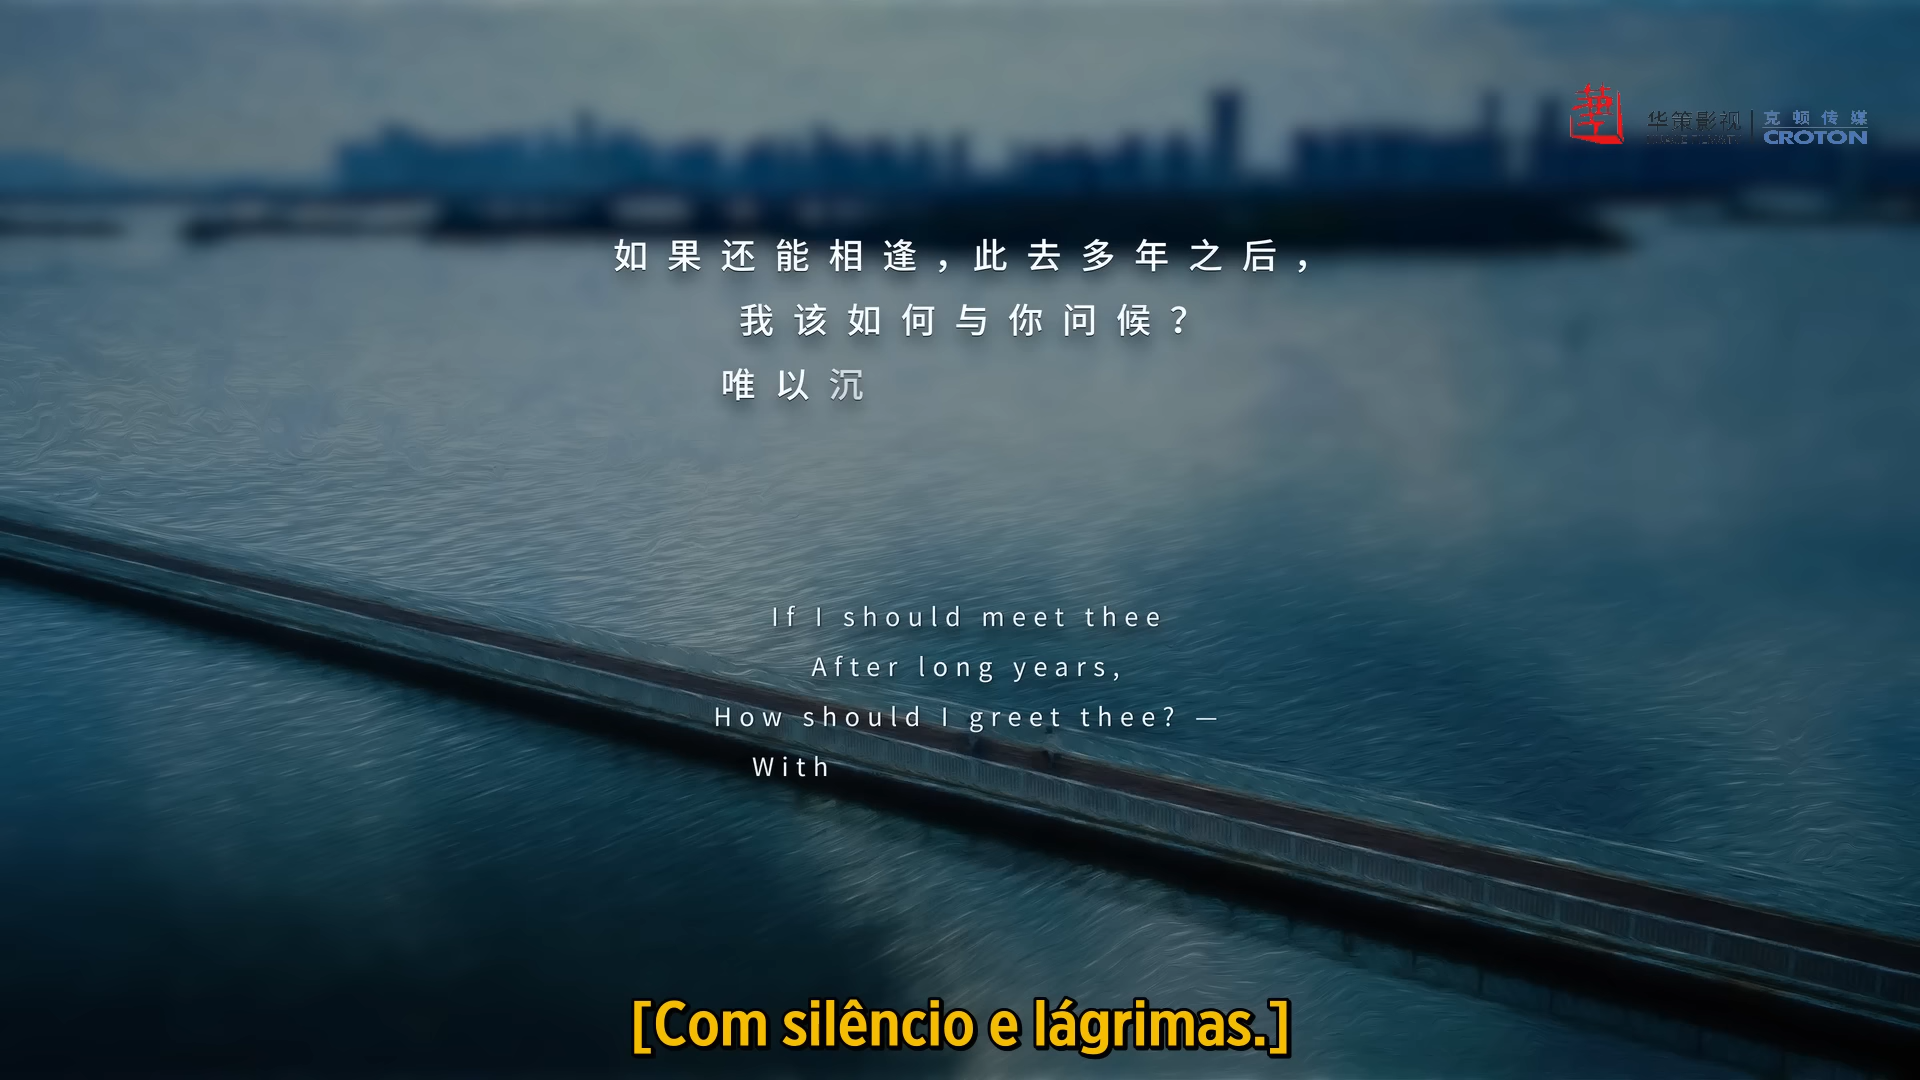 華
华策影视
克顿传媒
CROTON
如果还能相逢，此去多年之后，
我该如何与你问候？
唯以沉
If I should meet thee
After long years,
How should I greet thee? —
With
[Com silêncio e lágrimas.]